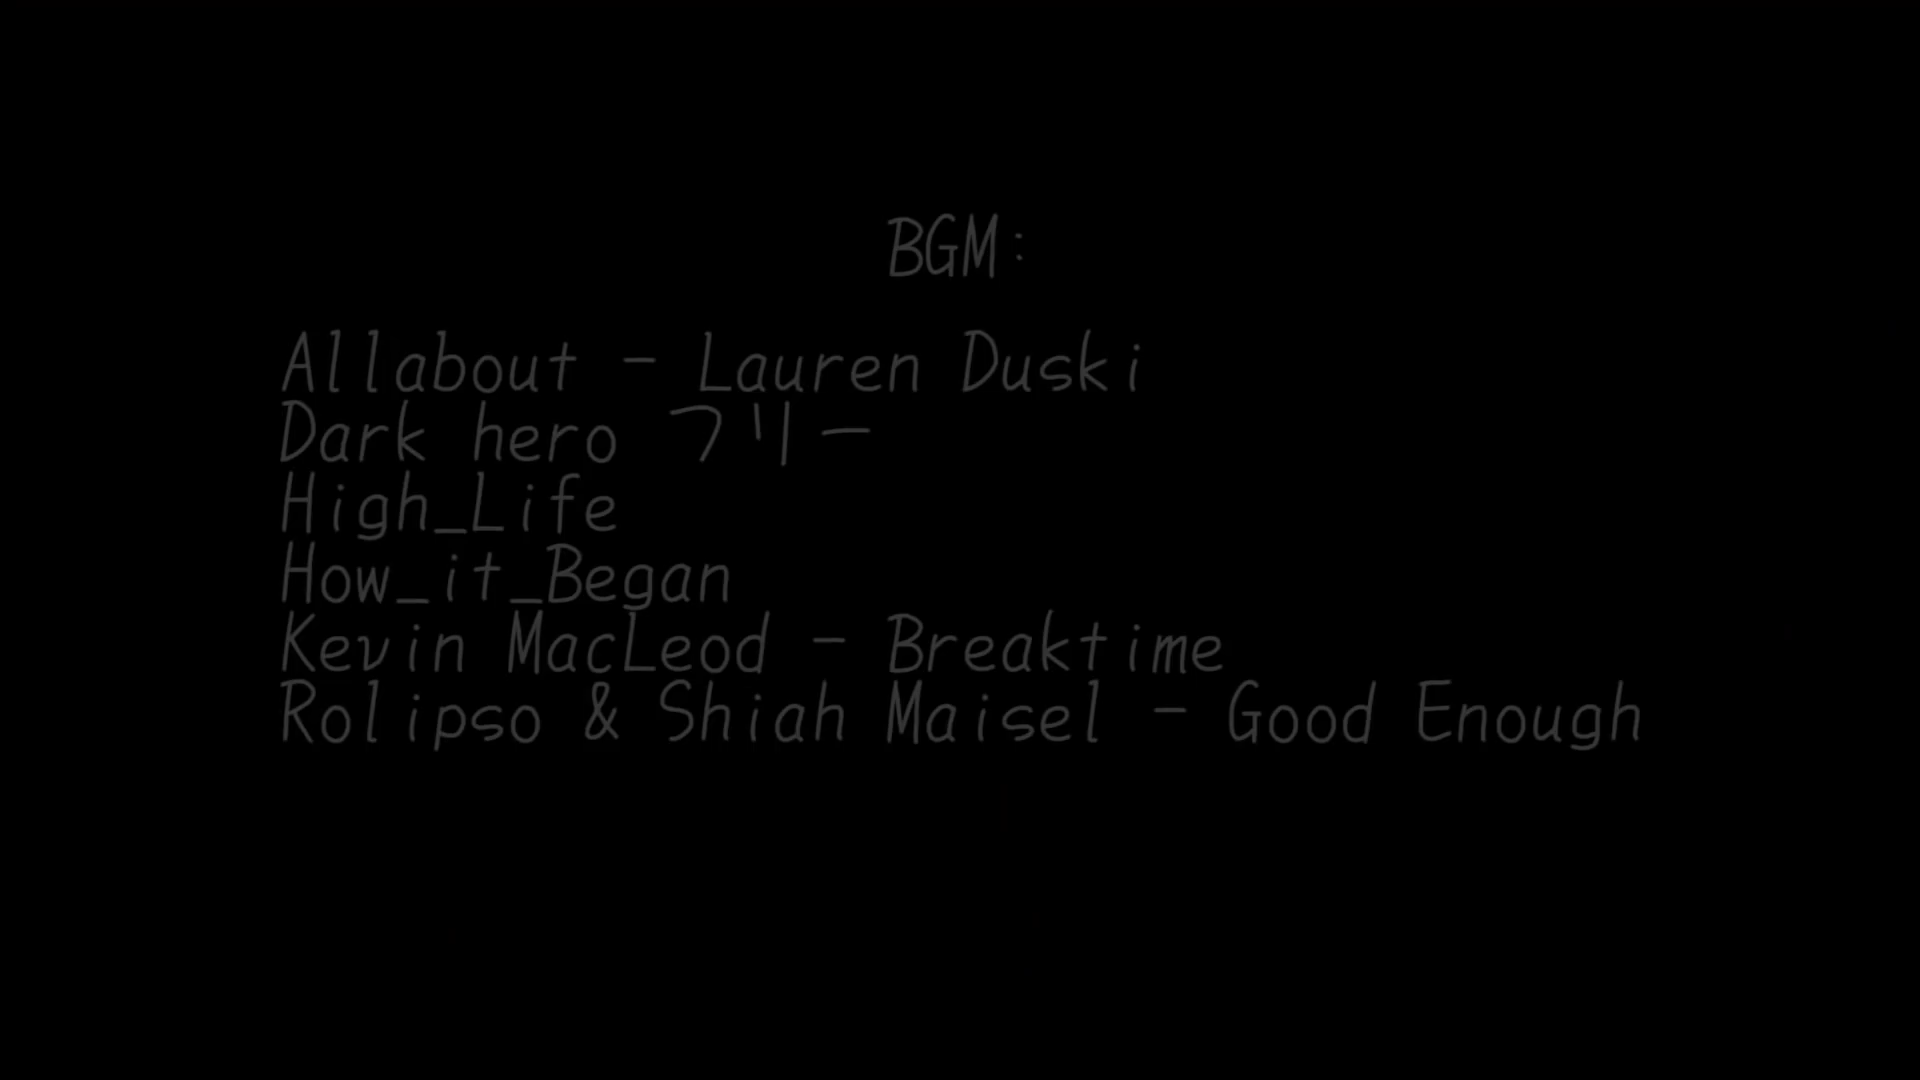 BGM:
Allabout - Lauren Duski
Dark hero フリー
High_Life
How_it_Began
Kevin MacLeod - Breaktime
Rolipso & Shiah Maisel - Good Enough